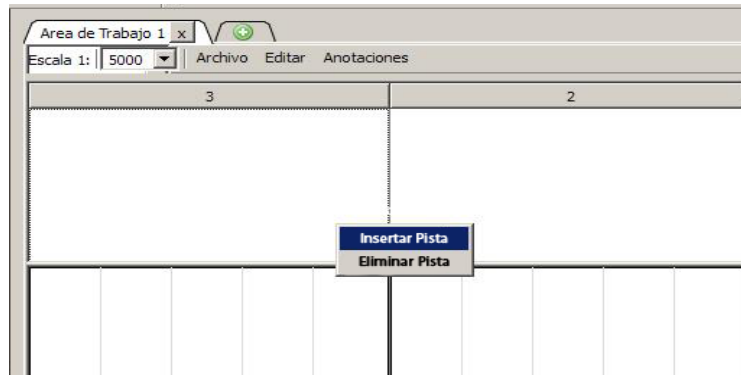 Area de Trabajo 1 x
Escala 1: 5000 Archivo Editar Anotaciones
3 2
Insertar Pista
Eliminar Pista